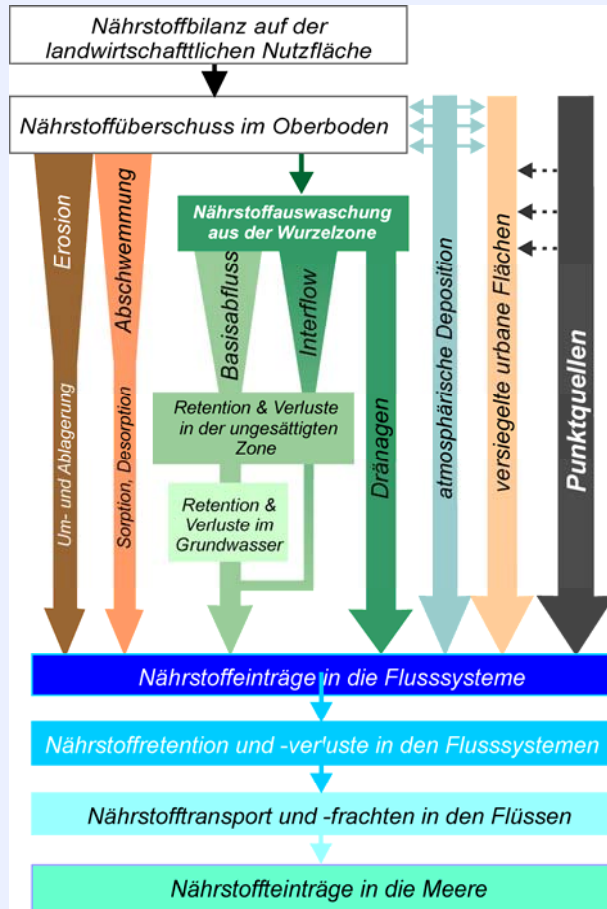 Nährstoffbilanz auf der
landwirtschafttlichen Nutzfläche
Nährstoffüberschuss im Oberboden
Erosion
Um- und Ablagerung
Abschwemmung
Sorption, Desorption
Nährstoffauswaschung
aus der Wurzelzone
Basisabfluss
Interflow
Retention & Verluste
in der ungesättigten
Zone
Retention &
Verluste im
Grundwasser
Dränagen
atmosphärische Deposition
versiegelte urbane Flächen
Punktquellen
Nährstoffeinträge in die Flusssysteme
Nährstoffretention und -verluste in den Flusssystemen
Nährstofftransport und -frachten in den Flüssen
Nährstoffteinträge in die Meere